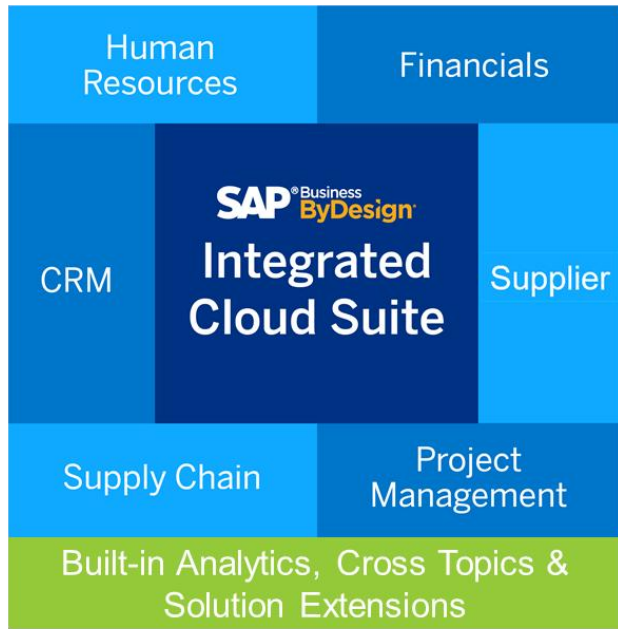 Human
Resources
Financials
SAP® Business
ByDesign
Integrated
Cloud Suite
CRM
Supplier
Supply Chain
Project
Management
Built-in Analytics, Cross Topics &
Solution Extensions